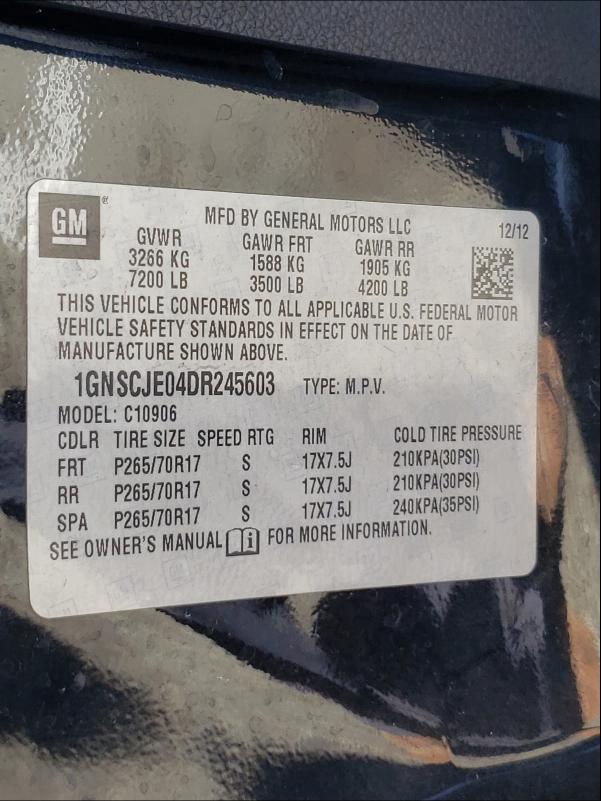 GM ®
MFD BY GENERAL MOTORS LLC 12/12
GVWR GAWR FRT GAWR RR
3266 KG 1588 KG 1905 KG
7200 LB 3500 LB 4200 LB
THIS VEHICLE CONFORMS TO ALL APPLICABLE U.S. FEDERAL MOTOR
VEHICLE SAFETY STANDARDS IN EFFECT ON THE DATE OF
MANUFACTURE SHOWN ABOVE.
1GNSCJE04DR245603 TYPE: M.P.V.
MODEL: C10906
CDLR TIRE SIZE SPEED RTG RIM COLD TIRE PRESSURE
FRT P265/70R17 S 17X7.5J 210KPA(30PSI)
RR P265/70R17 S 17X7.5J 210KPA(30PSI)
SPA P265/70R17 S 17X7.5J 240KPA(35PSI)
SEE OWNER'S MANUAL FOR MORE INFORMATION.